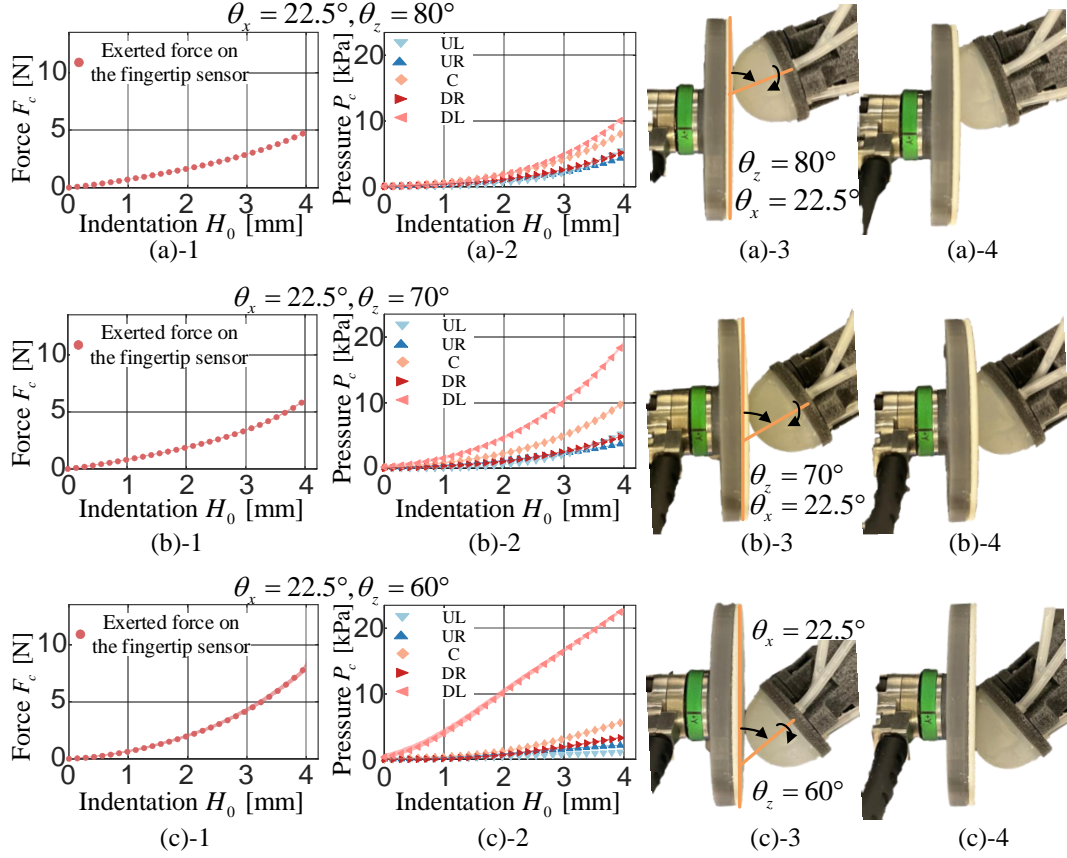 θx = 22.5°, θz = 80°
Force Fc [N]
10
5
0
Exerted force on
the fingertip sensor
0 1 2 3 4
Indentation H0 [mm]
(a)-1
Pressure Pc [kPa]
20
10
0
UL
UR
C
DR
DL
0 1 2 3 4
Indentation H0 [mm]
(a)-2
θz = 80°
θx = 22.5°
(a)-3
(a)-4
θx = 22.5°, θz = 70°
Force Fc [N]
10
5
0
Exerted force on
the fingertip sensor
0 1 2 3 4
Indentation H0 [mm]
(b)-1
Pressure Pc [kPa]
20
10
0
UL
UR
C
DR
DL
0 1 2 3 4
Indentation H0 [mm]
(b)-2
θz = 70°
θx = 22.5°
(b)-3
(b)-4
θx = 22.5°, θz = 60°
Force Fc [N]
10
5
0
Exerted force on
the fingertip sensor
0 1 2 3 4
Indentation H0 [mm]
(c)-1
Pressure Pc [kPa]
20
10
0
UL
UR
C
DR
DL
0 1 2 3 4
Indentation H0 [mm]
(c)-2
θx = 22.5°
θz = 60°
(c)-3
(c)-4